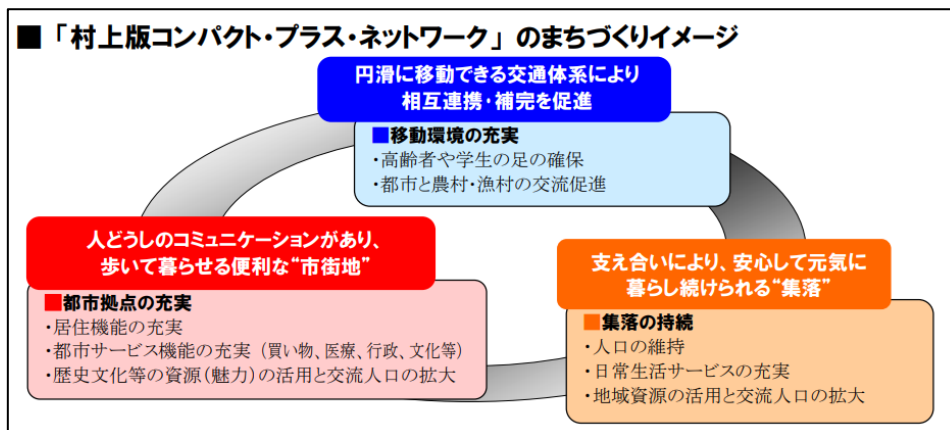 ■「村上版コンパクト・プラス・ネットワーク」のまちづくりイメージ
円滑に移動できる交通体系により
相互連携・補完を促進
■移動環境の充実
・高齢者や学生の足の確保
・都市と農村・漁村の交流促進
人どうしのコミュニケーションがあり、
歩いて暮らせる便利な“市街地”
■都市拠点の充実
・居住機能の充実
・都市サービス機能の充実（買い物、医療、行政、文化等）
・歴史文化等の資源（魅力）の活用と交流人口の拡大
支え合いにより、安心して元気に
暮らし続けられる“集落”
■集落の持続
・人口の維持
・日常生活サービスの充実
・地域資源の活用と交流人口の拡大